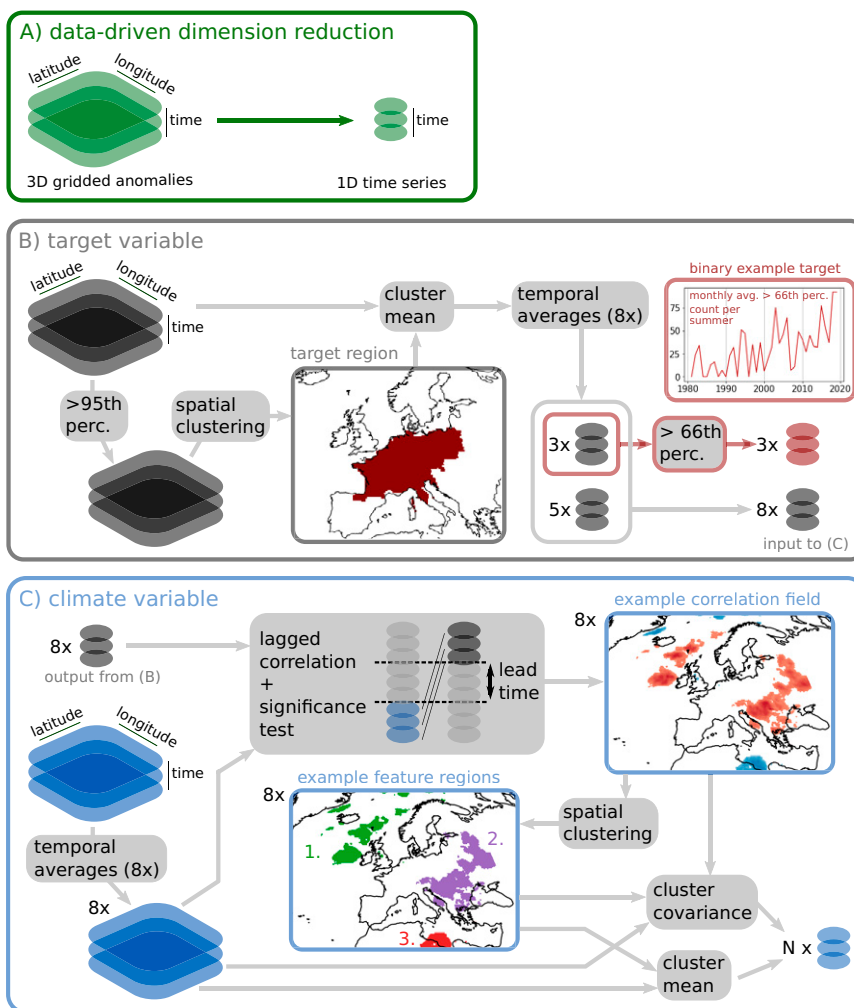 A) data-driven dimension reduction
latitude
longitude
time
time
3D gridded anomalies
1D time series
B) target variable
latitude
longitude
time
cluster
mean
temporal
averages (8x)
binary example target
monthly avg. > 66th perc.
count per
summer
75
50
25
0
1980
1990
2000
2010
2020
>95th
perc.
spatial
clustering
target region
3x
> 66th
perc.
3x
5x
8x
input to (C)
C) climate variable
8x
output from (B)
lagged
correlation
+
significance
test
lead
time
example correlation field
8x
latitude
longitude
time
temporal
averages (8x)
8x
example feature regions
8x
1.
2.
3.
spatial
clustering
cluster
covariance
cluster
mean
N x